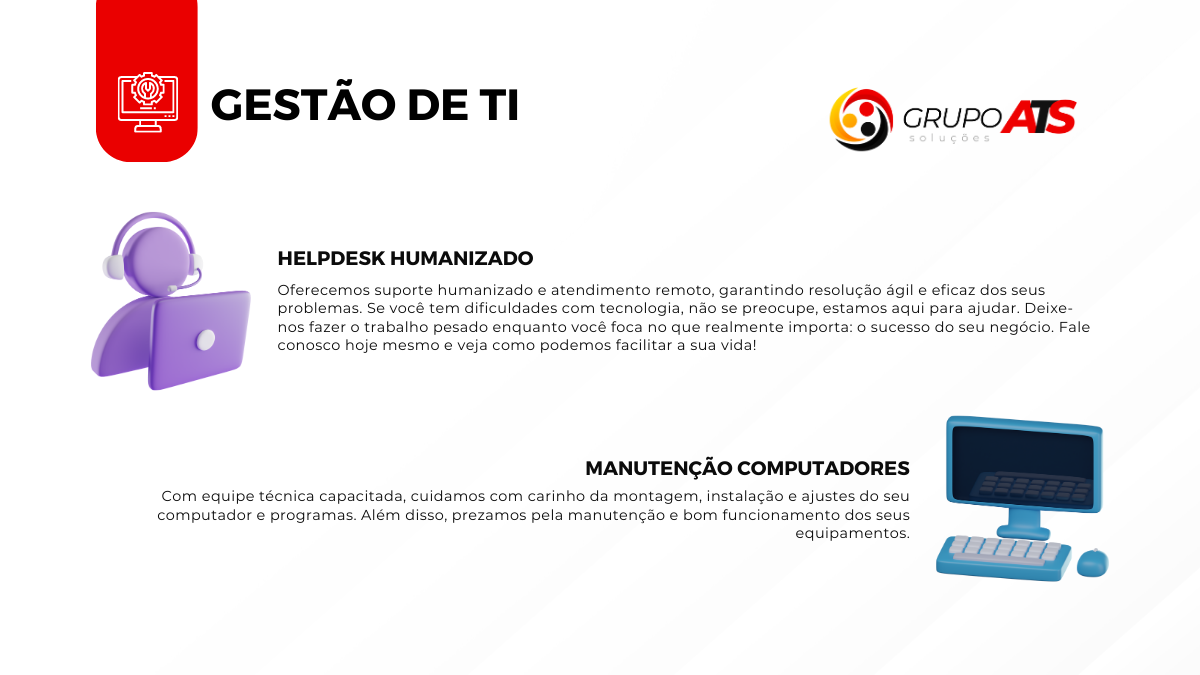 GESTÃO DE TI
GRUPO ATS
soluções
HELPDESK HUMANIZADO
Oferecemos suporte humanizado e atendimento remoto, garantindo resolução ágil e eficaz dos seus
problemas. Se você tem dificuldades com tecnologia, não se preocupe, estamos aqui para ajudar. Deixe-
nos fazer o trabalho pesado enquanto você foca no que realmente importa: o sucesso do seu negócio. Fale
conosco hoje mesmo e veja como podemos facilitar a sua vida!
MANUTENÇÃO COMPUTADORES
Com equipe técnica capacitada, cuidamos com carinho da montagem, instalação e ajustes do seu
computador e programas. Além disso, prezamos pela manutenção e bom funcionamento dos seus
equipamentos.